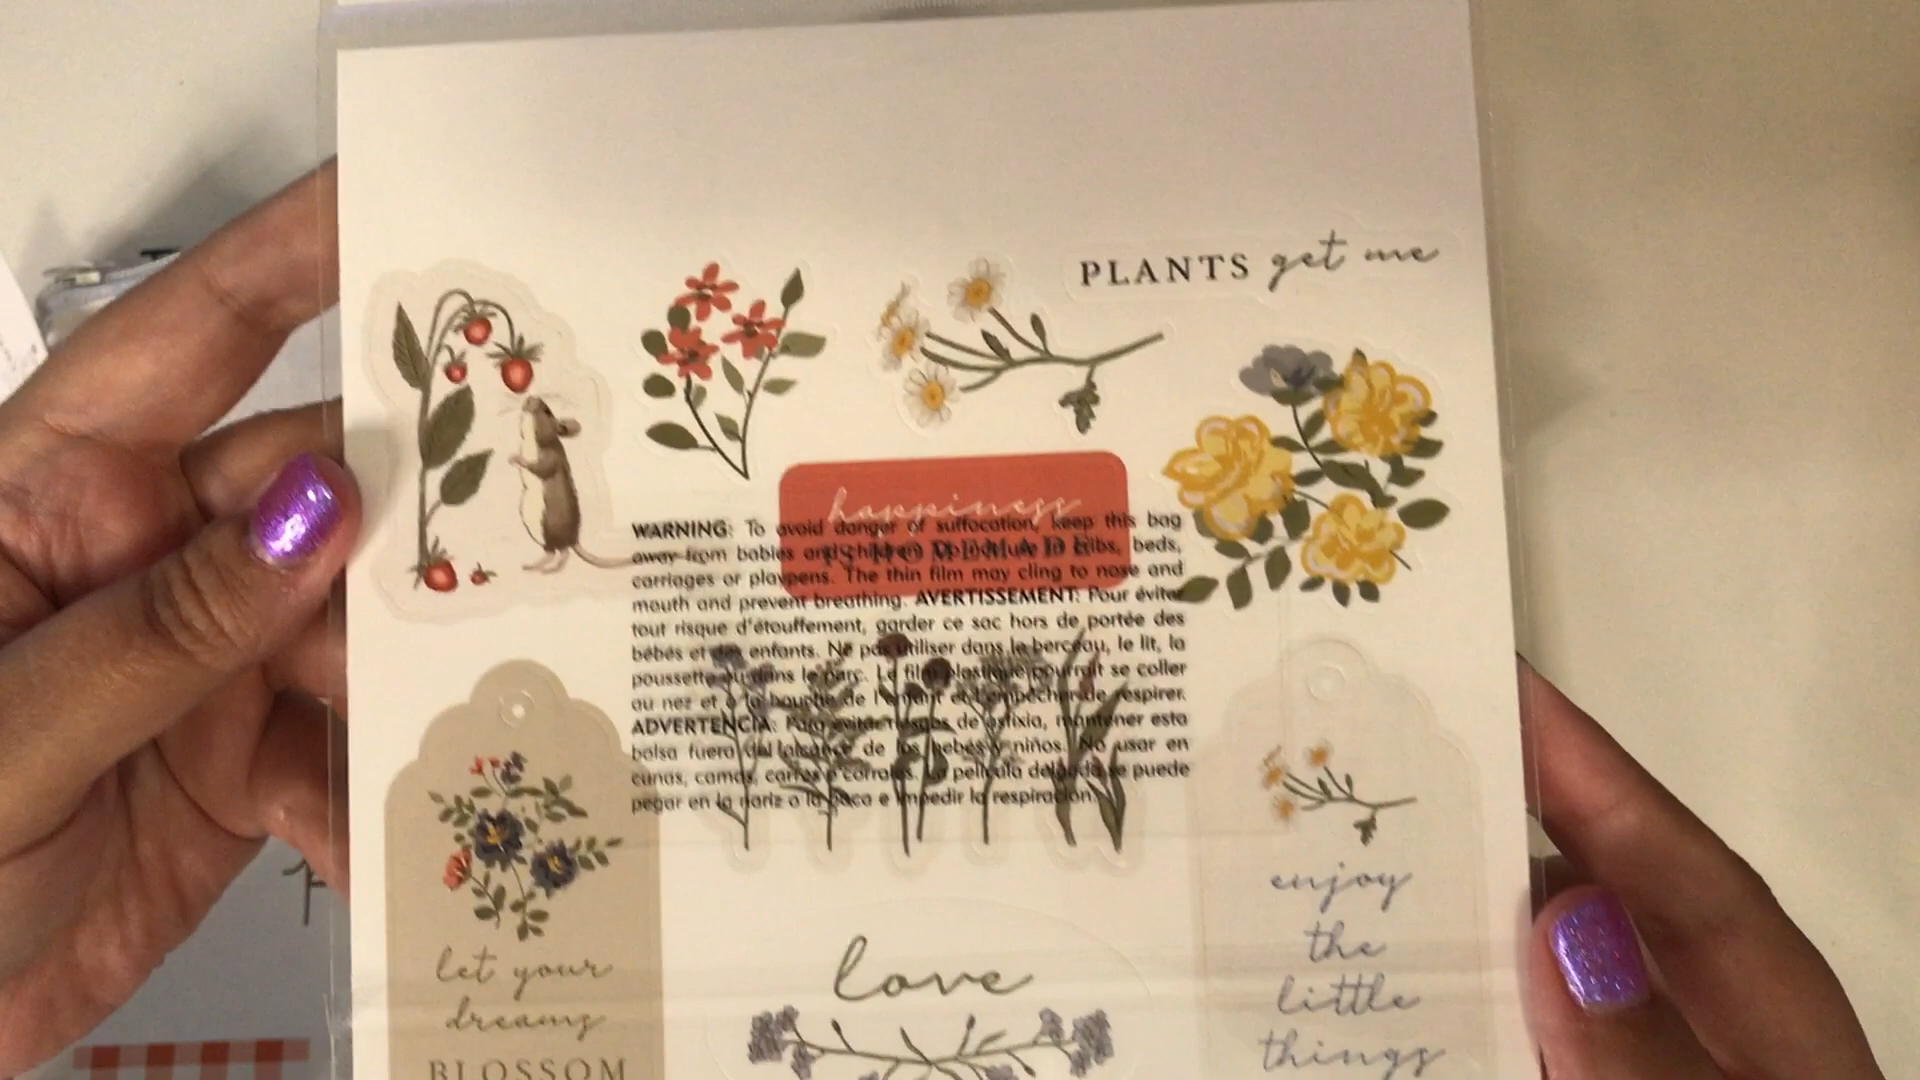 PLANTS get me
happiness
IS HOMEMADE
WARNING: To avoid danger of suffocation, keep this bag
away from babies and children. Do not use in cribs, beds,
carriages or playpens. The thin film may cling to nose and
mouth and prevent breathing. AVERTISSEMENT: Pour éviter
tout risque d'étouffement, garder ce sac hors de portée des
bébés et des enfants. Ne pas utiliser dans le berceau, le lit, la
poussette ou dans le parc. Le film plastique pourrait se coller
au nez et à la bouche de l'enfant et l'empêcher de respirer.
ADVERTENCIA: Para evitar riesgos de asfixia, mantener esta
bolsa fuera del alcance de los bebés y niños. No usar en
cunas, camas, carros o corrales. La película delgada se puede
pegar en la nariz o la boca e impedir la respiración.
let your
dreams
BLOSSOM
love
enjoy
the
little
things